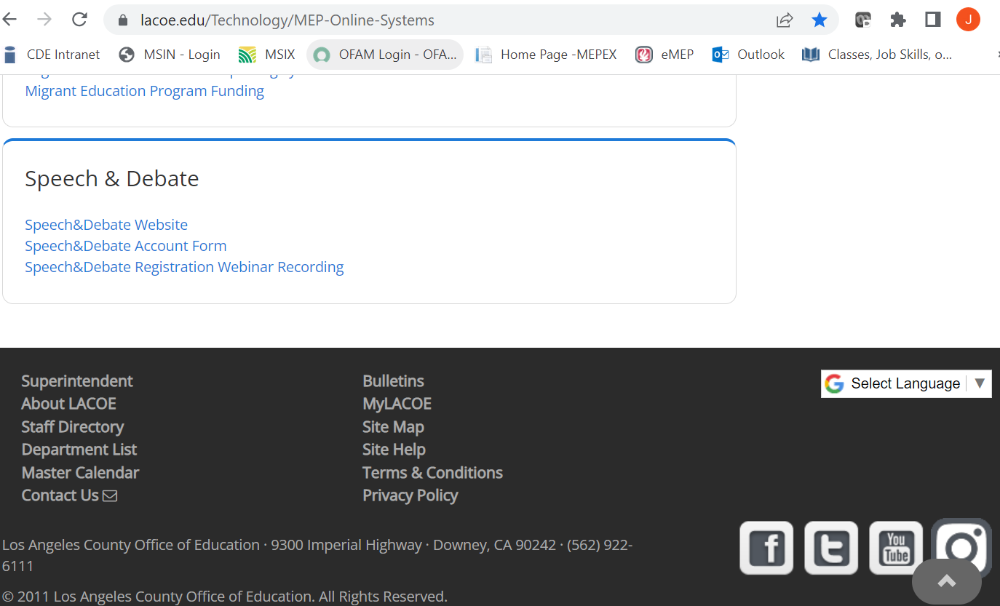 lacoe.edu/Technology/MEP-Online-Systems
J
CDE Intranet MSIN - Login MSIX OFAM Login - OFA... Home Page -MEPEX eMEP Outlook Classes, Job Skills, o...
Migrant Education Program Funding
Speech & Debate
Speech&Debate Website
Speech&Debate Account Form
Speech&Debate Registration Webinar Recording
Superintendent
About LACOE
Staff Directory
Department List
Master Calendar
Contact Us
Bulletins
MyLACOE
Site Map
Site Help
Terms & Conditions
Privacy Policy
Select Language
Los Angeles County Office of Education · 9300 Imperial Highway · Downey, CA 90242 · (562) 922-
6111
You
Tube
© 2011 Los Angeles County Office of Education. All Rights Reserved.